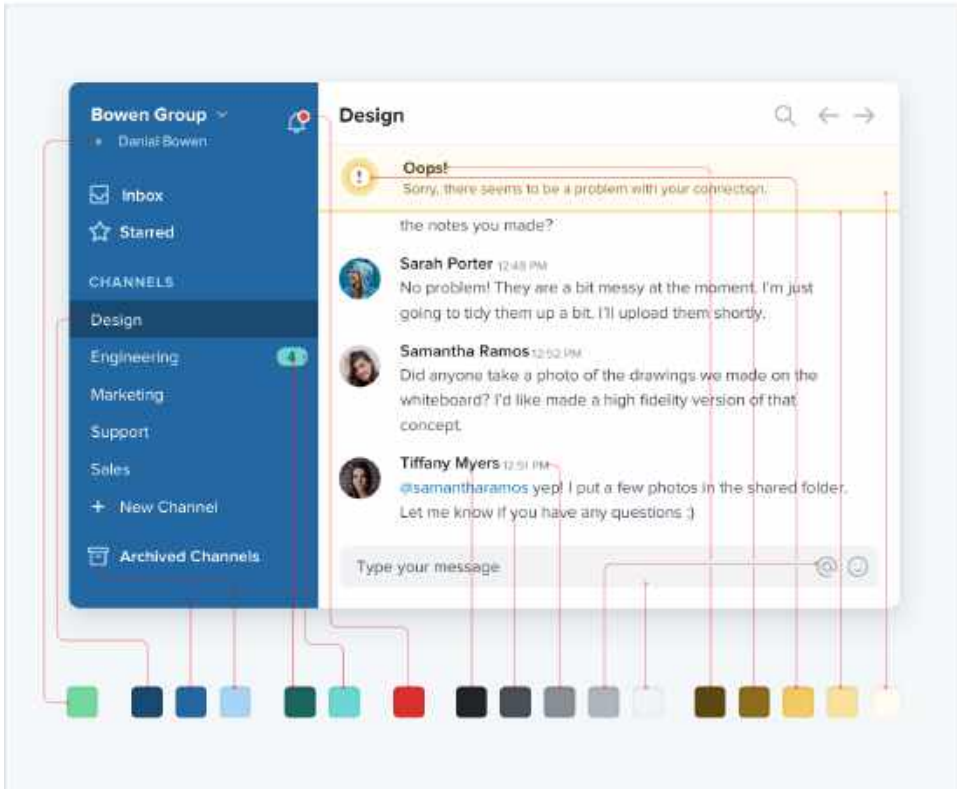 Bowen Group
Danial Bowen
Inbox
Starred
CHANNELS
Design
Engineering
4
Marketing
Support
Sales
+ New Channel
Archived Channels
Design
!
Oops!
Sorry, there seems to be a problem with your connection.
the notes you made?
Sarah Porter 12:48 PM
No problem! They are a bit messy at the moment. I'm just
going to tidy them up a bit. I'll upload them shortly.
Samantha Ramos 12:52 PM
Did anyone take a photo of the drawings we made on the
whiteboard? I'd like made a high fidelity version of that
concept.
Tiffany Myers 12:51 PM
@samantharamos yep! I put a few photos in the shared folder.
Let me know if you have any questions :)
Type your message
@